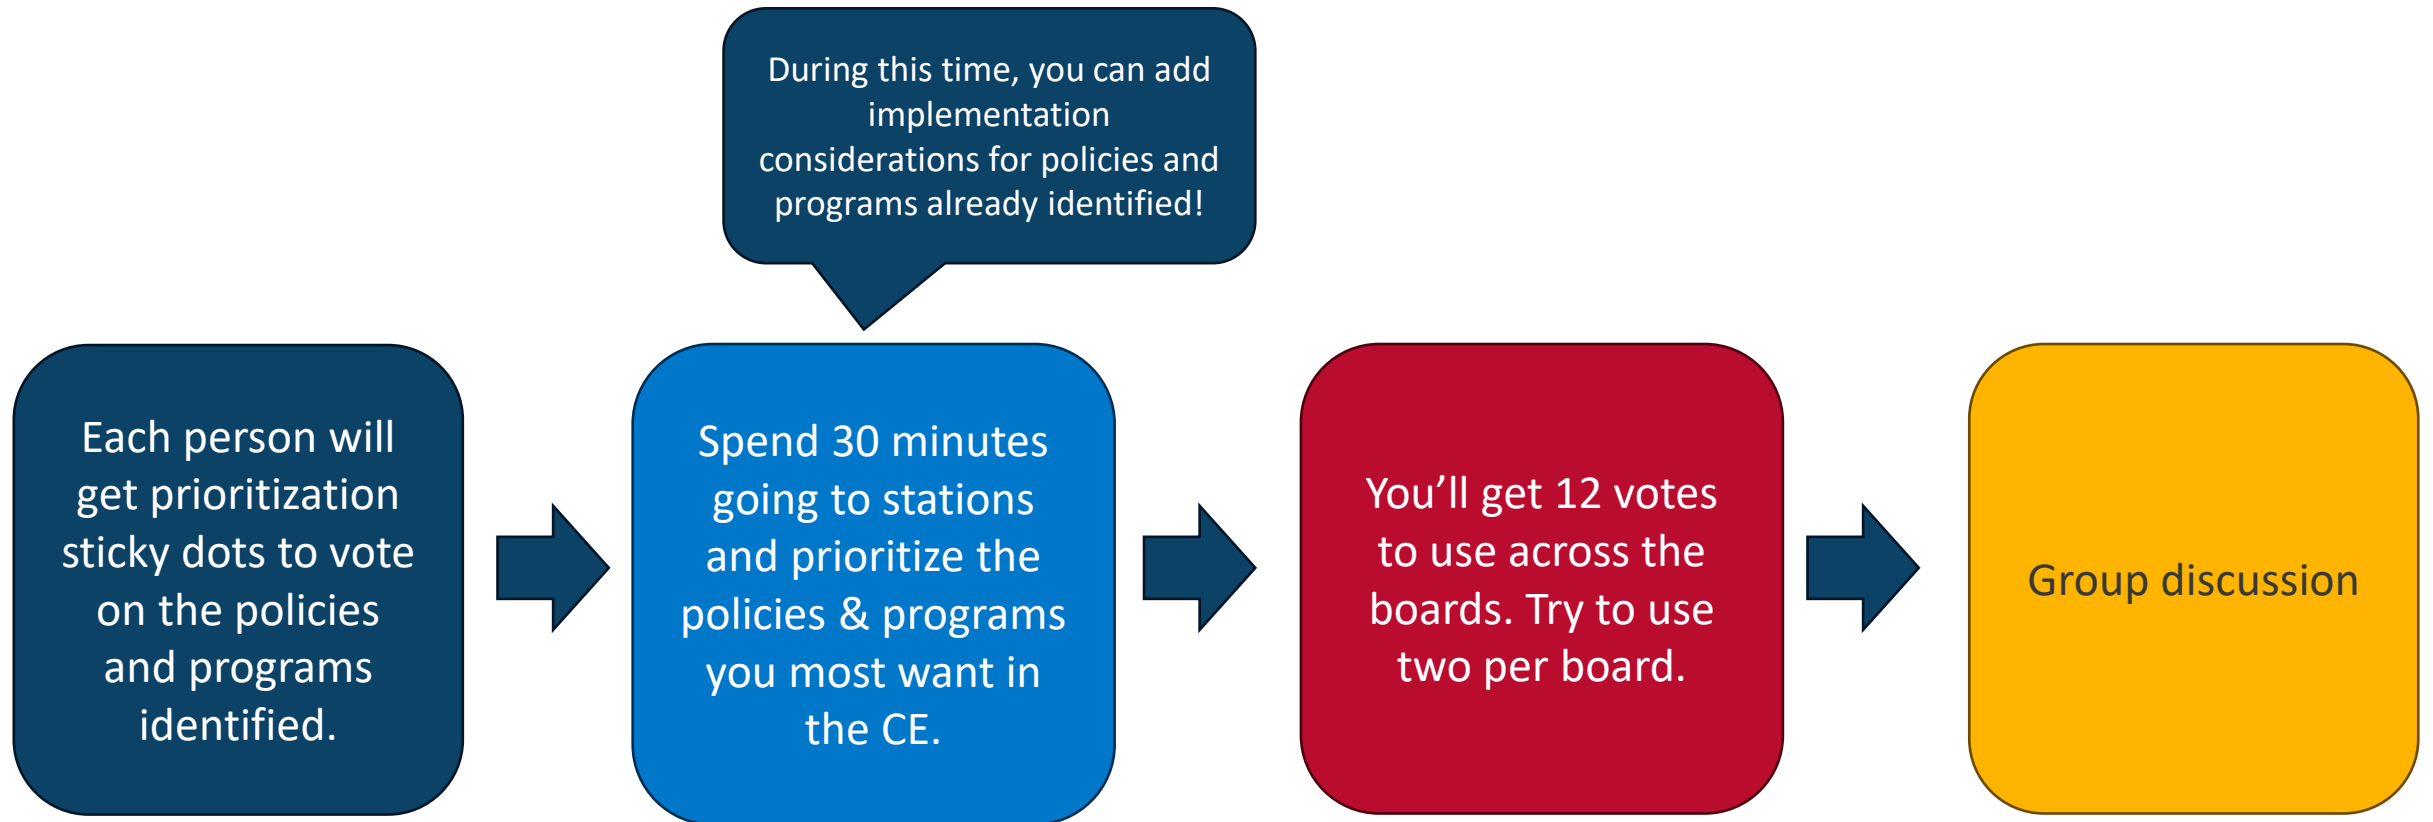 During this time, you can add
implementation
considerations for policies and
programs already identified!
Each person will
get prioritization
sticky dots to vote
on the policies
and programs
identified.
Spend 30 minutes
going to stations
and prioritize the
policies & programs
you most want in
the CE.
You’ll get 12 votes
to use across the
boards. Try to use
two per board.
Group discussion